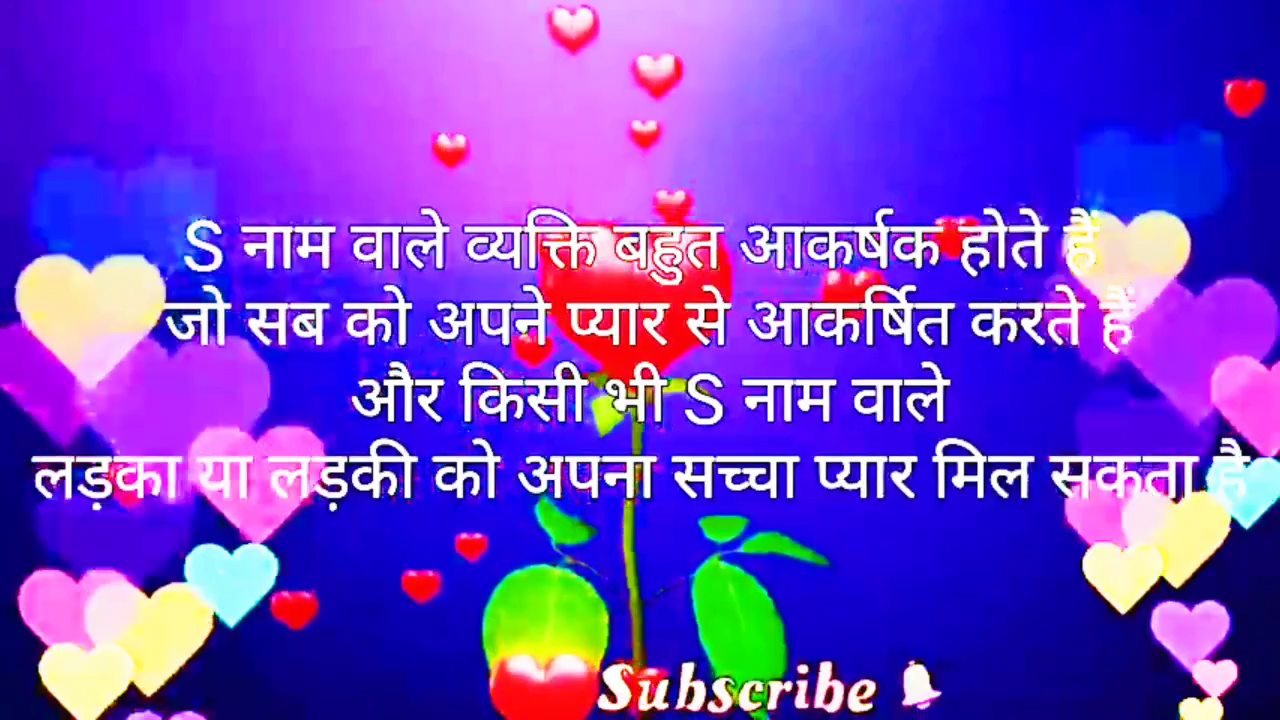 S नाम वाले व्यक्ति बहुत आकर्षक होते हैं
जो सब को अपने प्यार से आकर्षित करते हैं
और किसी भी S नाम वाले
लड़का या लड़की को अपना सच्चा प्यार मिल सकता है
Subscribe